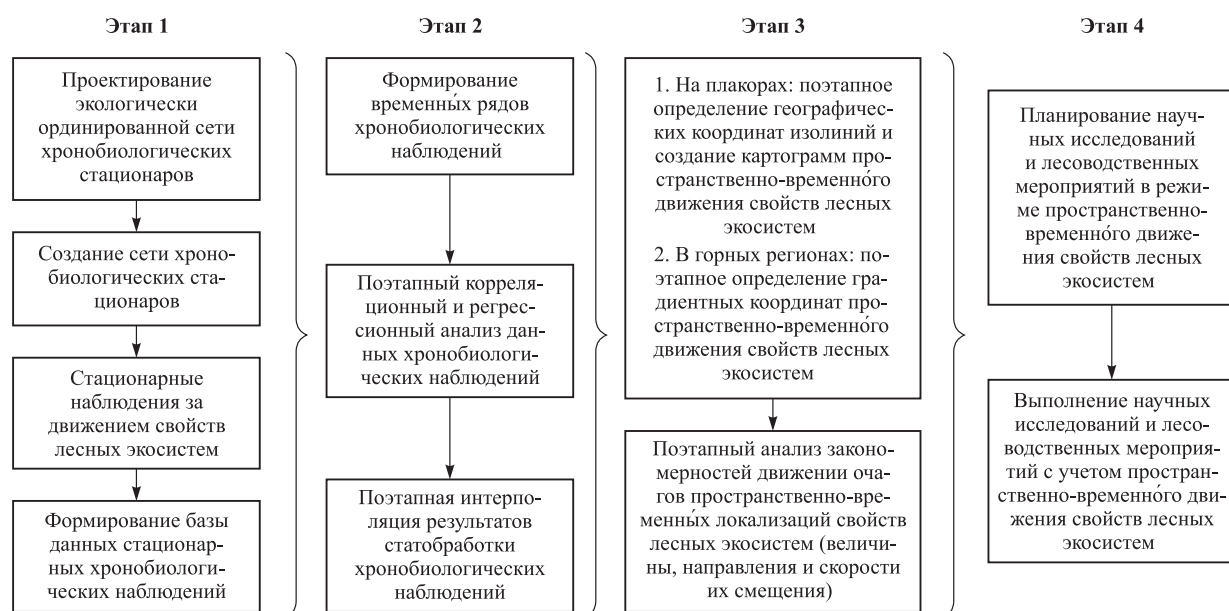 Этап 1
Проектирование
экологически
ординированной сети
хронобиологических
стационаров
Создание сети хроно-
биологических ста-
ционаров
Стационарные
наблюдения за
движением свойств
лесных экосистем
Формирование базы
данных стационар-
ных хронобиологи-
ческих наблюдений
Этап 2
Формирование
временны́х рядов
хронобиологических
наблюдений
Поэтапный корреля-
ционный и регрес-
сионный анализ дан-
ных хронобиологи-
ческих наблюдений
Поэтапная интерпо-
ляция результатов
статобработки
хронобиологических
наблюдений
Этап 3
1. На плакорах: поэтапное
определение географичес-
ких координат изолиний и
создание картограмм про-
странственно-временно́го
движения свойств лесных
экосистем
2. В горных регионах: по-
этапное определение гра-
диентных координат про-
странственно-временно́го
движения свойств лесных
экосистем
Поэтапный анализ законо-
мерностей движении оча-
гов пространственно-вре-
менны́х локализаций свойств
лесных экосистем (величи-
ны, направления и скорости
их смещения)
Этап 4
Планирование науч-
ных исследований
и лесоводственных
мероприятий в режи-
ме пространственно-
временно́го движе-
ния свойств лесных
экосистем
Выполнение научных
исследований и лесо-
водственных мероприя-
тий с учетом простран-
ственно-временно́го дви-
жения свойств лесных
экосистем